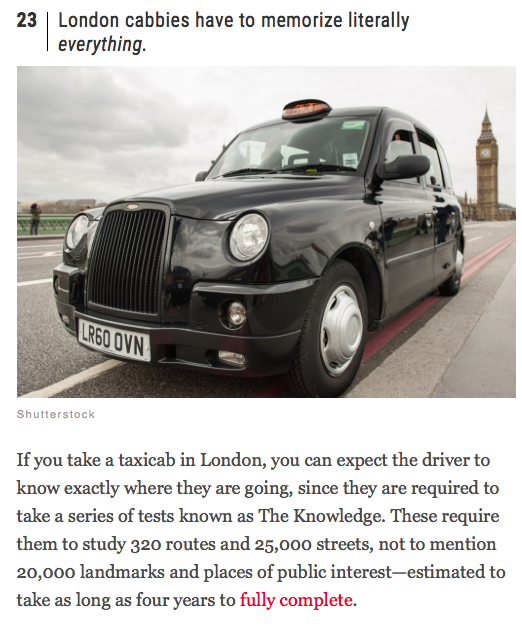 23
London cabbies have to memorize literally
everything.
LR60 OVN
Shutterstock
If you take a taxicab in London, you can expect the driver to
know exactly where they are going, since they are required to
take a series of tests known as The Knowledge. These require
them to study 320 routes and 25,000 streets, not to mention
20,000 landmarks and places of public interest—estimated to
take as long as four years to fully complete.